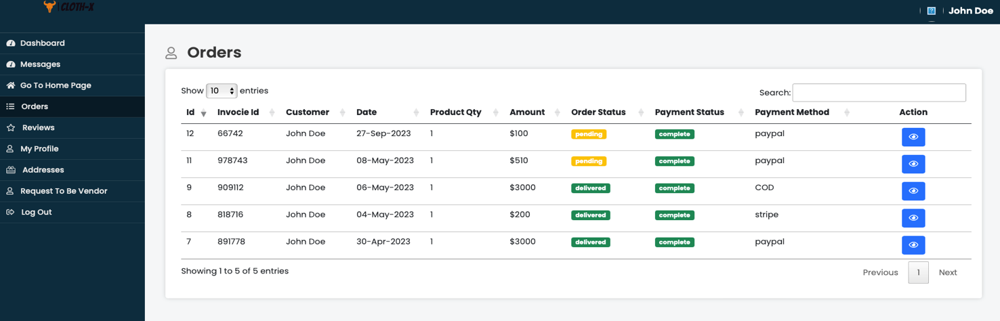 CLOTH-X
John Doe
Dashboard
Messages
Go To Home Page
Orders
Reviews
My Profile
Addresses
Request To Be Vendor
Log Out
Orders
Show 10 entries
Search:
Id Invocie Id Customer Date Product Qty Amount Order Status Payment Status Payment Method Action
12 66742 John Doe 27-Sep-2023 1 $100 pending complete paypal
11 978743 John Doe 08-May-2023 1 $510 pending complete paypal
9 909112 John Doe 06-May-2023 1 $3000 delivered complete COD
8 818716 John Doe 04-May-2023 1 $200 delivered complete stripe
7 891778 John Doe 30-Apr-2023 1 $3000 delivered complete paypal
Showing 1 to 5 of 5 entries
Previous 1 Next